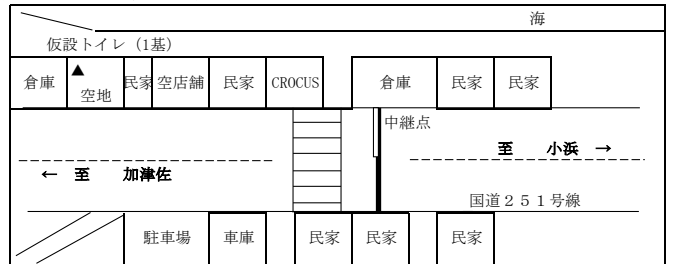 海
仮設トイレ (1基)
倉庫
▲
空地
民家
空店舗
民家
CROCUS
倉庫
民家
民家
中継点
至 小浜 →
← 至 加津佐
国道251号線
駐車場
車庫
民家
民家
民家